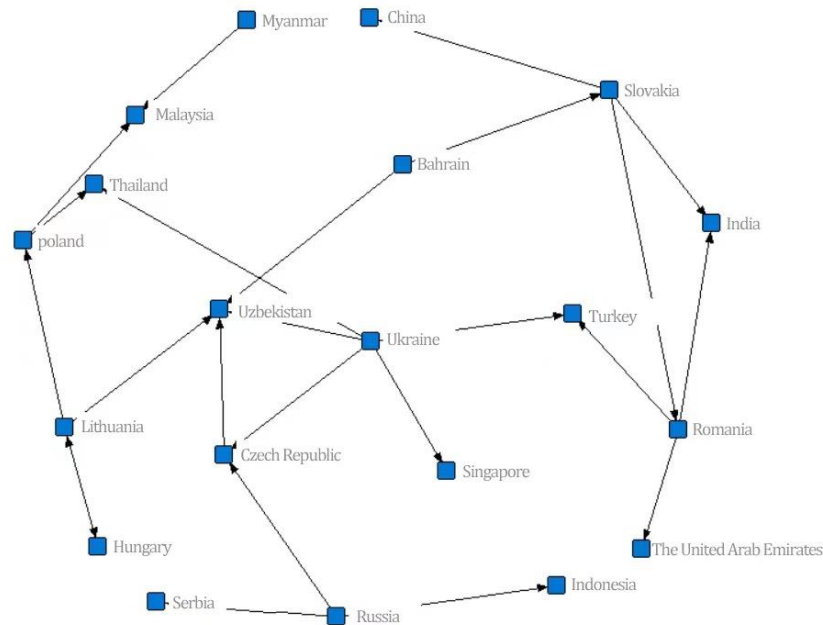 Myanmar
China
Slovakia
Malaysia
Bahrain
Thailand
India
poland
Uzbekistan
Turkey
Ukraine
Lithuania
Romania
Czech Republic
Singapore
Hungary
The United Arab Emirates
Indonesia
Serbia
Russia